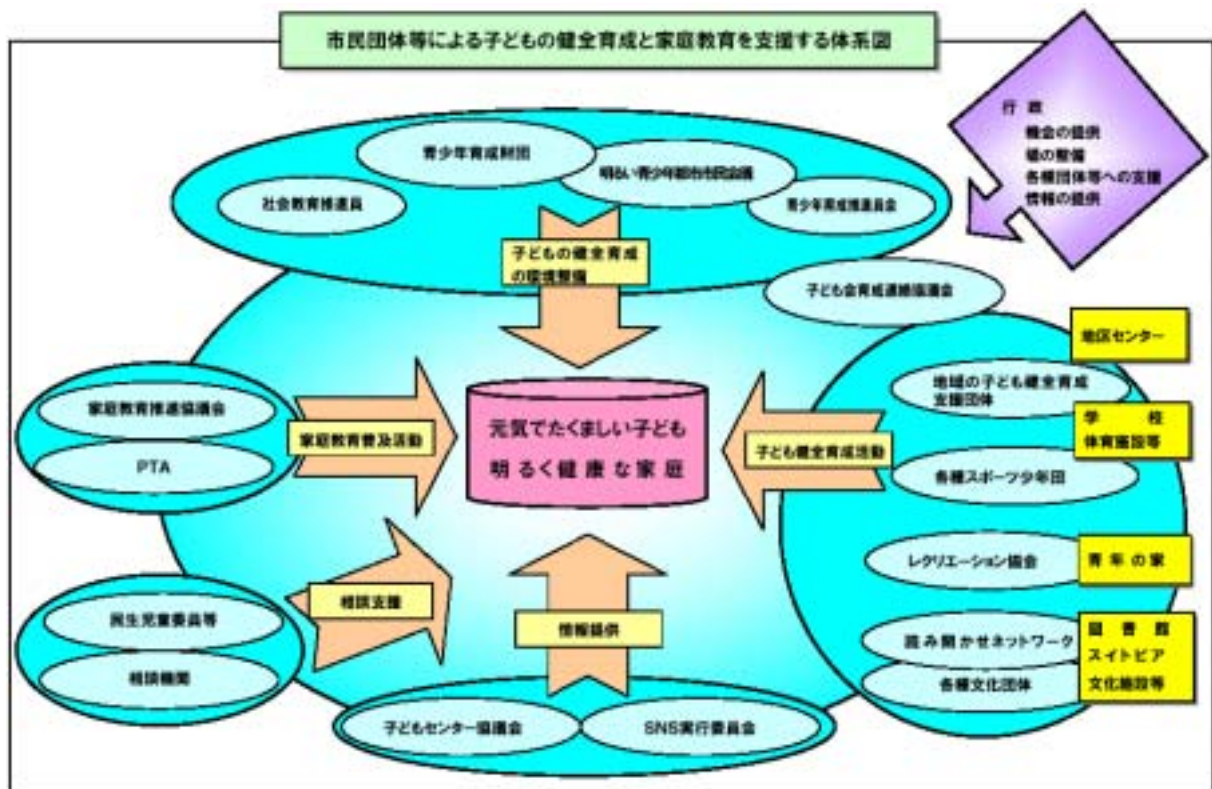 市民団体等による子どもの健全育成と家庭教育を支援する体系図
行政
機会の提供
場の整備
各種団体等への支援
情報の提供
青少年育成財団
明るい青少年都市市民会議
社会教育推進員
青少年育成推進員会
子どもの健全育成
の環境整備
子ども会育成連絡協議会
地区センター
家庭教育推進協議会
PTA
家庭教育普及活動
元気でたくましい子ども
明るく健康な家庭
子ども健全育成活動
地域の子ども健全育成
支援団体
学校
体育施設等
各種スポーツ少年団
レクリエーション協会
青年の家
民生児童委員等
相談機関
相談支援
情報提供
読み聞かせネットワーク
各種文化団体
図書館
スイトピア
文化施設等
子どもセンター協議会
SNS実行委員会